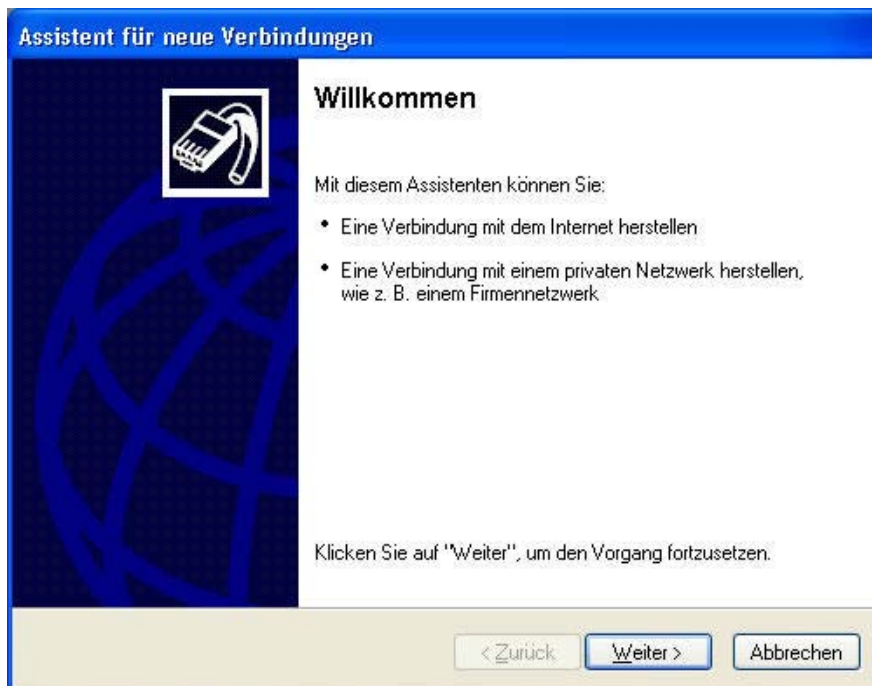 Assistent für neue Verbindungen
Willkommen
Mit diesem Assistenten können Sie:
• Eine Verbindung mit dem Internet herstellen
• Eine Verbindung mit einem privaten Netzwerk herstellen,
wie z. B. einem Firmennetzwerk
Klicken Sie auf "Weiter", um den Vorgang fortzusetzen.
< Zurück Weiter > Abbrechen